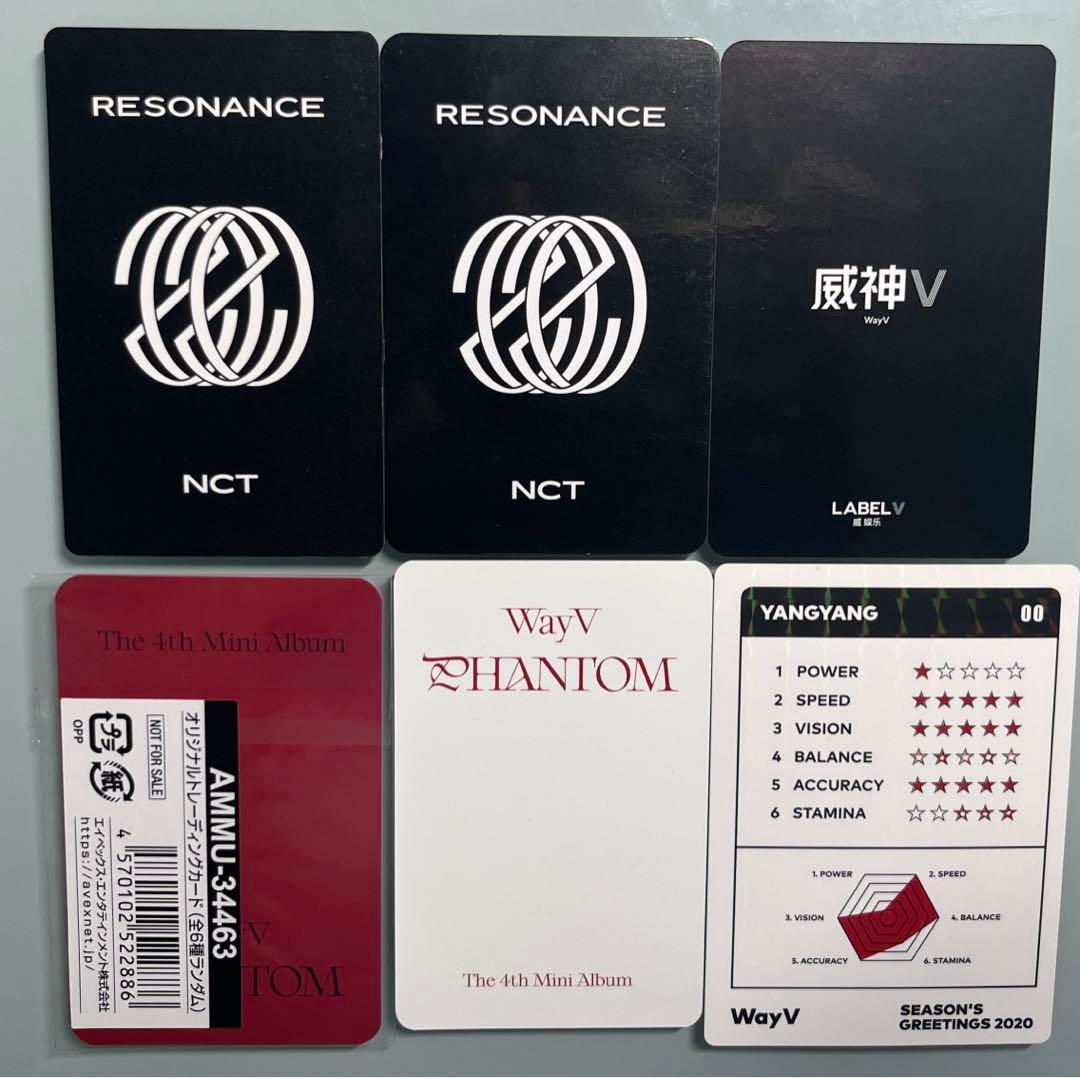 RESONANCE
NCT
RESONANCE
NCT
威神V
WayV
LABELV
威 娱乐
The 4th Mini Album
V
TOM
AMMU-34463
オリジナルトレーディングカード (全6種ランダム)
NOT FOR SALE
プラ
OPP
紙
4 570102 522886
エイベックス・エンタテインメント株式会社
https://avexnet.jp/
WayV
PHANTOM
The 4th Mini Album
YANGYANG 00
1 POWER ★☆☆☆☆
2 SPEED ★★★★★
3 VISION ★★★★★
4 BALANCE
5 ACCURACY ★★★★★
6 STAMINA
1. POWER
2. SPEED
3. VISION
4. BALANCE
5. ACCURACY
6. STAMINA
WayV
SEASON'S
GREETINGS 2020